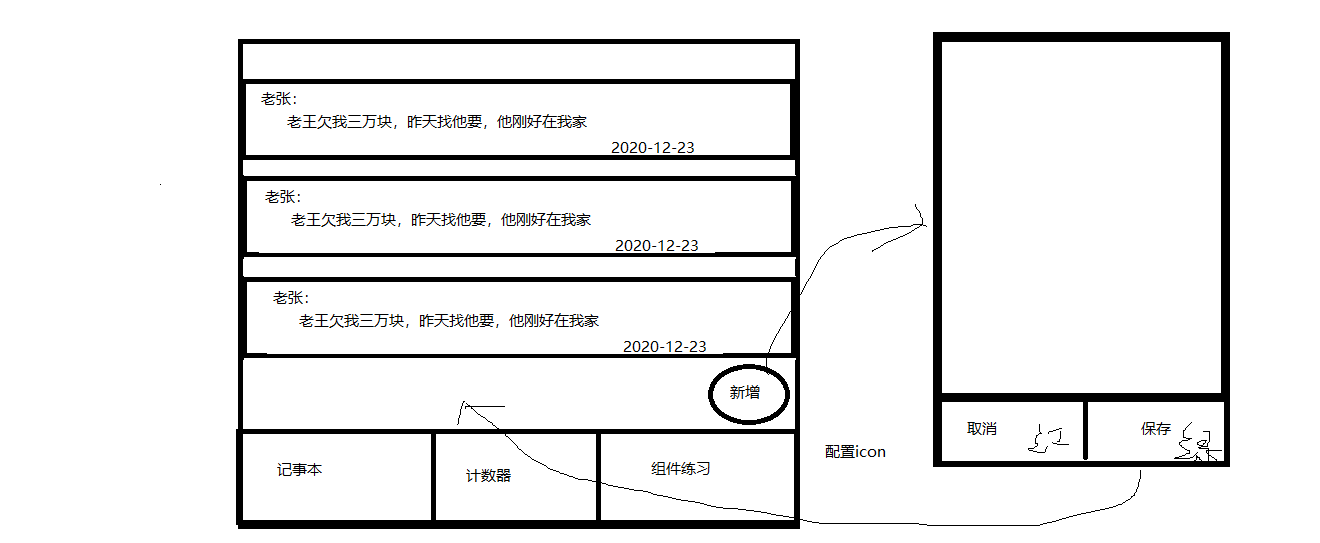 老张：
老王欠我三万块，昨天找他要，他刚好在我家
2020-12-23
老张：
老王欠我三万块，昨天找他要，他刚好在我家
2020-12-23
老张：
老王欠我三万块，昨天找他要，他刚好在我家
2020-12-23
新增
记事本
计数器
组件练习
配置icon
取消
红
保存
绿